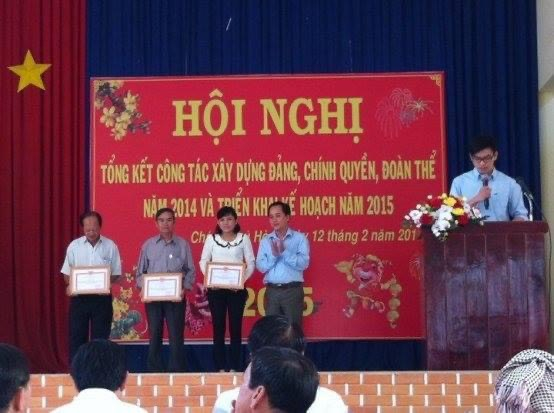 HỘI NGHỊ
TỔNG KẾT CÔNG TÁC XÂY DỰNG ĐẢNG, CHÍNH QUYỀN, ĐOÀN THỂ
NĂM 2014 VÀ TRIỂN KHAI KẾ HOẠCH NĂM 2015
12 tháng 2 năm